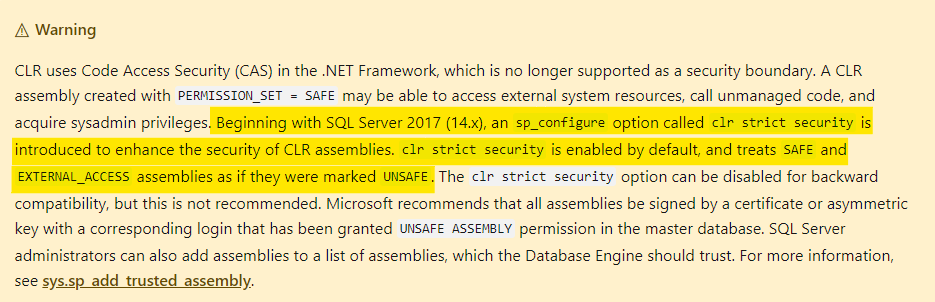 ⚠ Warning
CLR uses Code Access Security (CAS) in the .NET Framework, which is no longer supported as a security boundary. A CLR
assembly created with PERMISSION_SET = SAFE may be able to access external system resources, call unmanaged code, and
acquire sysadmin privileges. Beginning with SQL Server 2017 (14.x), an sp_configure option called clr strict security is
introduced to enhance the security of CLR assemblies. clr strict security is enabled by default, and treats SAFE and
EXTERNAL_ACCESS assemblies as if they were marked UNSAFE. The clr strict security option can be disabled for backward
compatibility, but this is not recommended. Microsoft recommends that all assemblies be signed by a certificate or asymmetric
key with a corresponding login that has been granted UNSAFE ASSEMBLY permission in the master database. SQL Server
administrators can also add assemblies to a list of assemblies, which the Database Engine should trust. For more information,
see sys.sp_add_trusted_assembly.